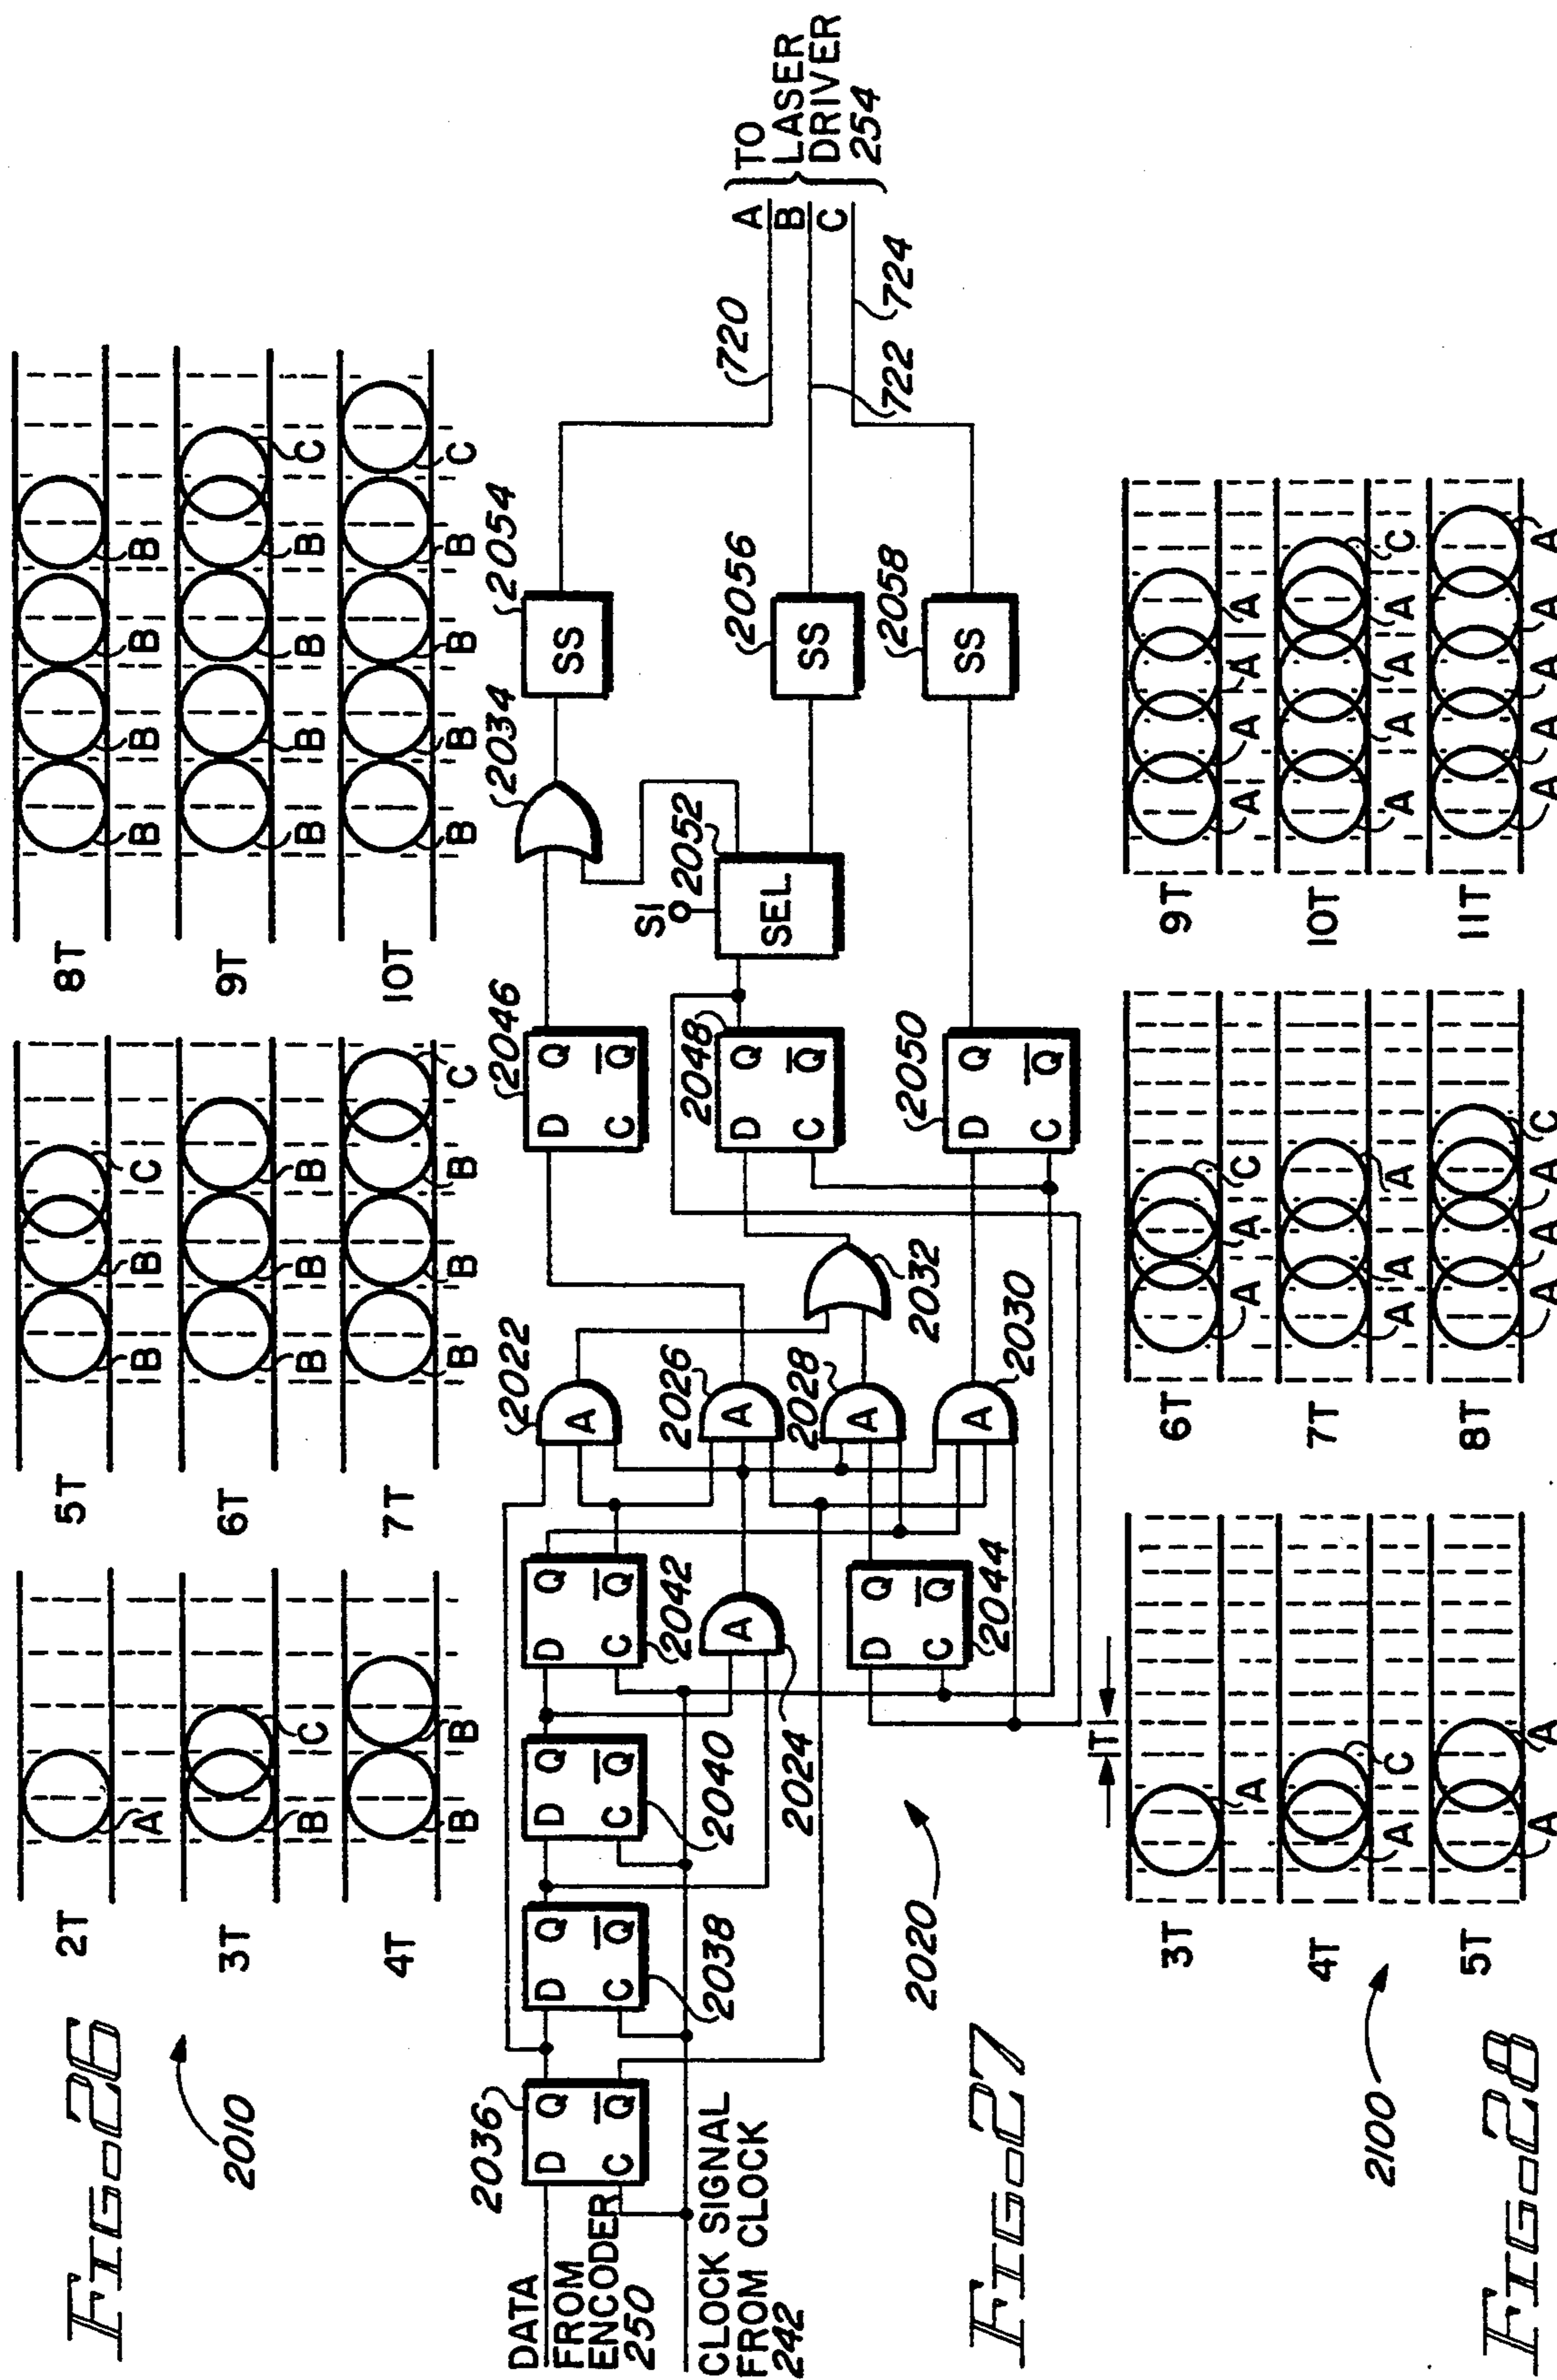 FIG-26
2010
2T
A
3T
B
C
4T
B
B
5T
B
B
C
6T
B
B
B
7T
B
B
B
C
8T
B
B
B
B
9T
B
B
B
B
C
10T
B
B
B
B
C
FIG-27
2020
DATA
FROM
ENCODER
250
CLOCK SIGNAL
FROM CLOCK
242
2036
D Q
C Q
2038
D Q
C Q
2040
D Q
C Q
2042
D Q
C Q
2024
A
2044
D Q
C Q
2022
A
2026
A
2028
A
2030
A
2032
2046
D Q
C Q
2048
D Q
C Q
2050
D Q
C Q
SI
2052
SEL
2034
2054
SS
2056
SS
2058
SS
720
722
724
A
B
C
TO
LASER
DRIVER
254
FIG-28
2100
3T
A
1T
4T
A
C
5T
A
A
6T
A
A
C
7T
A
A
A
8T
A
A
A
C
9T
A
A
A
A
10T
A
A
A
A
C
11T
A
A
A
A
A